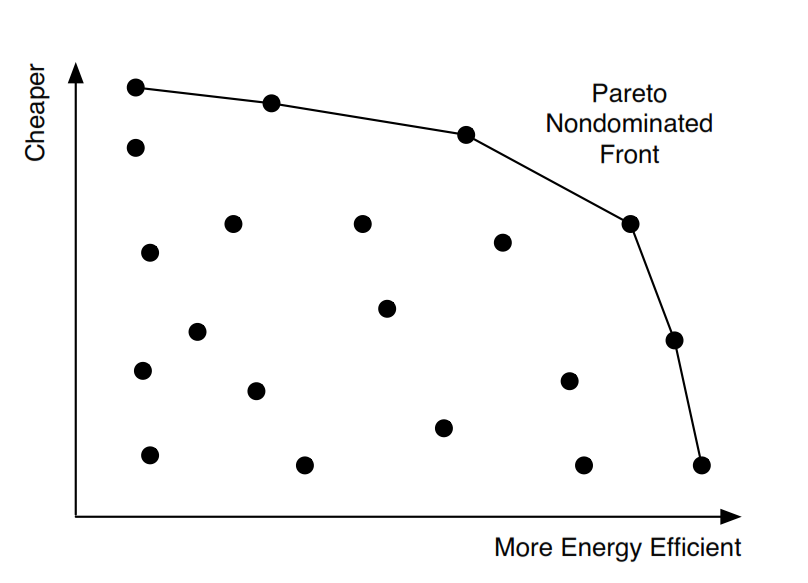 Cheaper
Pareto
Nondominated
Front
More Energy Efficient